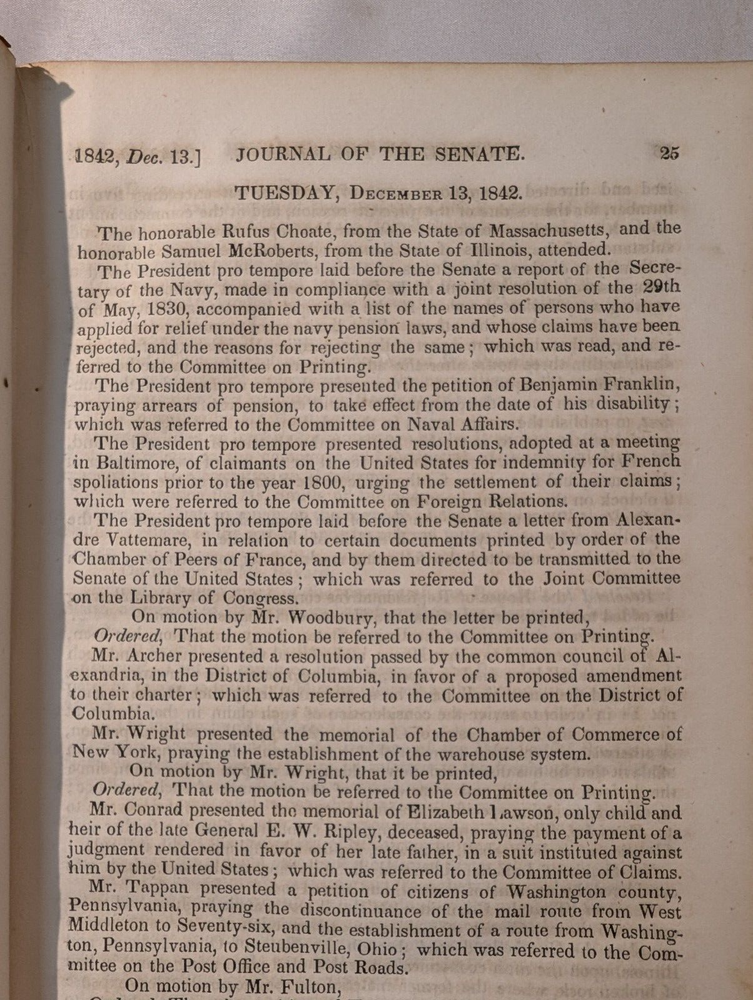 1842, Dec. 13.] JOURNAL OF THE SENATE. 25
TUESDAY, DECEMBER 13, 1842.
The honorable Rufus Choate, from the State of Massachusetts, and the
honorable Samuel McRoberts, from the State of Illinois, attended.
The President pro tempore laid before the Senate a report of the Secre-
tary of the Navy, made in compliance with a joint resolution of the 29th
of May, 1830, accompanied with a list of the names of persons who have
applied for relief under the navy pension laws, and whose claims have been
rejected, and the reasons for rejecting the same; which was read, and re-
ferred to the Committee on Printing.
The President pro tempore presented the petition of Benjamin Franklin,
praying arrears of pension, to take effect from the date of his disability;
which was referred to the Committee on Naval Affairs.
The President pro tempore presented resolutions, adopted at a meeting
in Baltimore, of claimants on the United States for indemnity for French
spoliations prior to the year 1800, urging the settlement of their claims;
which were referred to the Committee on Foreign Relations.
The President pro tempore laid before the Senate a letter from Alexan-
dre Vattemare, in relation to certain documents printed by order of the
Chamber of Peers of France, and by them directed to be transmitted to the
Senate of the United States; which was referred to the Joint Committee
on the Library of Congress.
On motion by Mr. Woodbury, that the letter be printed,
Ordered, That the motion be referred to the Committee on Printing.
Mr. Archer presented a resolution passed by the common council of Al-
exandria, in the District of Columbia, in favor of a proposed amendment
to their charter; which was referred to the Committee on the District of
Columbia.
Mr. Wright presented the memorial of the Chamber of Commerce of
New York, praying the establishment of the warehouse system.
On motion by Mr. Wright, that it be printed,
Ordered, That the motion be referred to the Committee on Printing.
Mr. Conrad presented the memorial of Elizabeth Lawson, only child and
heir of the late General E. W. Ripley, deceased, praying the payment of a
judgment rendered in favor of her late father, in a suit instituted against
him by the United States; which was referred to the Committee of Claims.
Mr. Tappan presented a petition of citizens of Washington county,
Pennsylvania, praying the discontinuance of the mail route from West
Middleton to Seventy-six, and the establishment of a route from Washing-
ton, Pennsylvania, to Steubenville, Ohio; which was referred to the Com-
mittee on the Post Office and Post Roads.
On motion by Mr. Fulton,